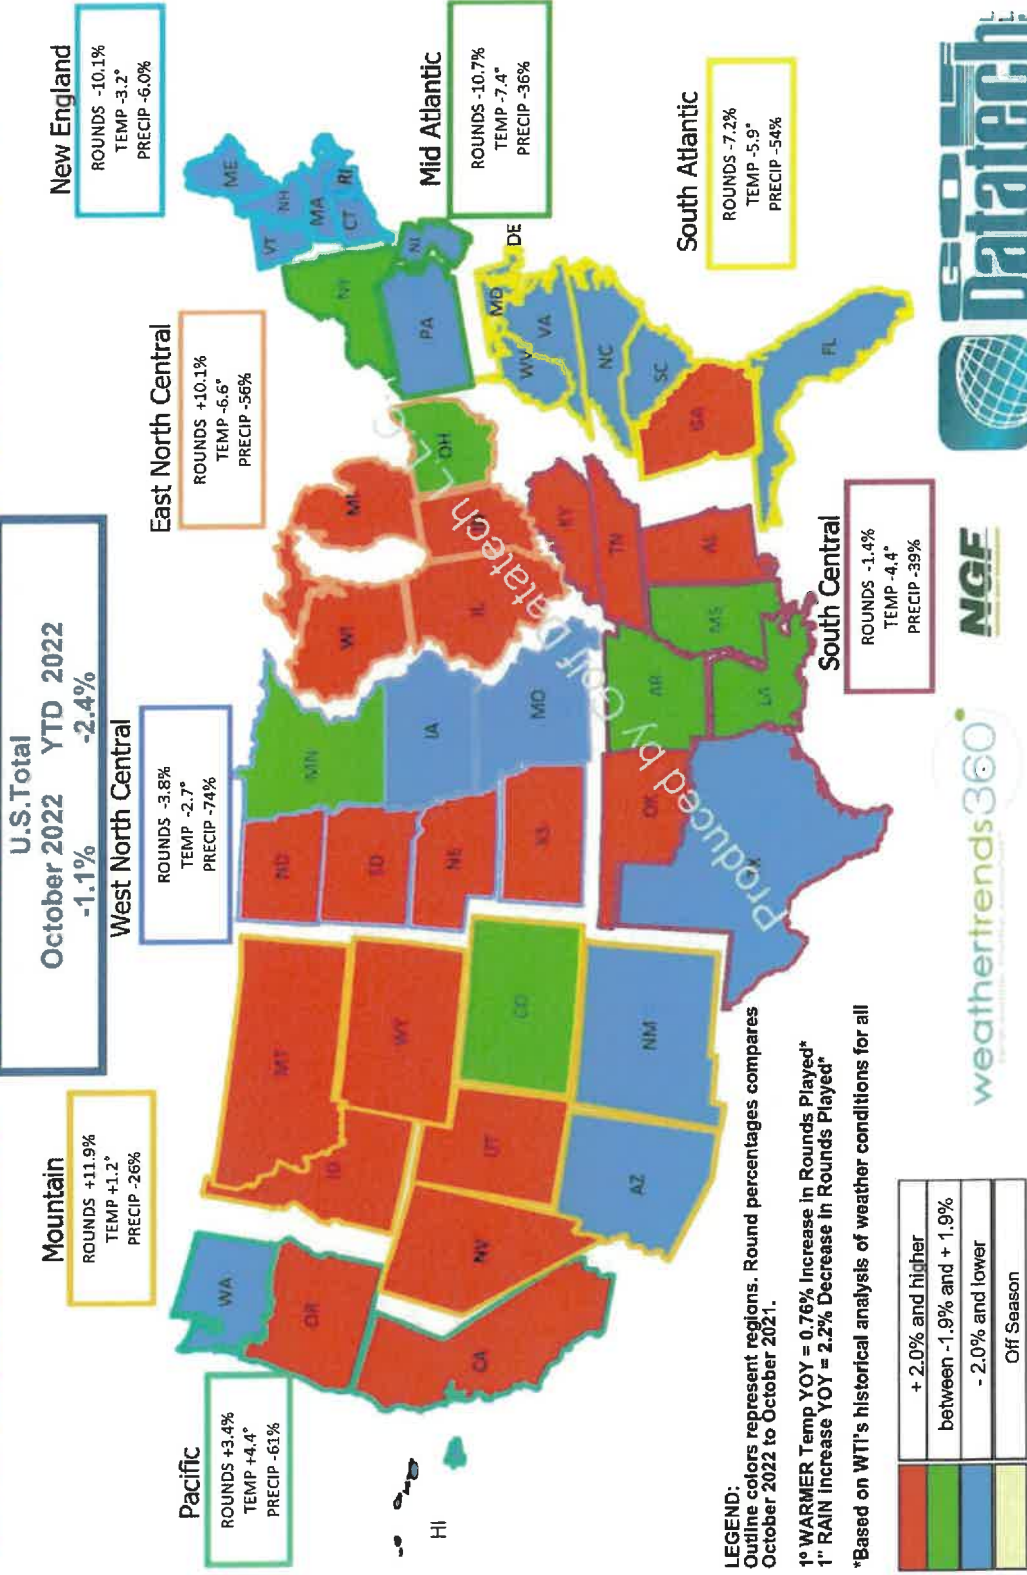 U.S.Total
October 2022 YTD 2022
-1.1% -2.4%
Mountain
ROUNDS +11.9%
TEMP +1.2°
PRECIP -26%
West North Central
ROUNDS -3.8%
TEMP -2.7°
PRECIP -74%
East North Central
ROUNDS +10.1%
TEMP -6.6°
PRECIP -56%
New England
ROUNDS -10.1%
TEMP -3.2°
PRECIP -6.0%
Pacific
ROUNDS +3.4%
TEMP +4.4°
PRECIP -61%
Mid Atlantic
ROUNDS -10.7%
TEMP -7.4°
PRECIP -36%
South Atlantic
ROUNDS -7.2%
TEMP -5.9°
PRECIP -54%
South Central
ROUNDS -1.4%
TEMP -4.4°
PRECIP -39%
WA
OR
CA
HI
MT
ID
WY
NV
UT
CO
AZ
NM
ND
SD
NE
KS
MN
IA
MO
OK
TX
AR
LA
MS
WI
MI
IL
OH
KY
TN
AL
NY
PA
NJ
VT
NH
ME
MA
CT
RI
DE
MD
WV
VA
NC
SC
GA
FL
Produced by Golf Datatech
LEGEND:
Outline colors represent regions. Round percentages compares
October 2022 to October 2021.
1º WARMER Temp YOY = 0.76% Increase in Rounds Played*
1" RAIN increase YOY = 2.2% Decrease in Rounds Played*
*Based on WTI's historical analysis of weather conditions for all
+ 2.0% and higher
between -1.9% and + 1.9%
- 2.0% and lower
Off Season
weathertrends360°
NGF
GOLF
Datatech